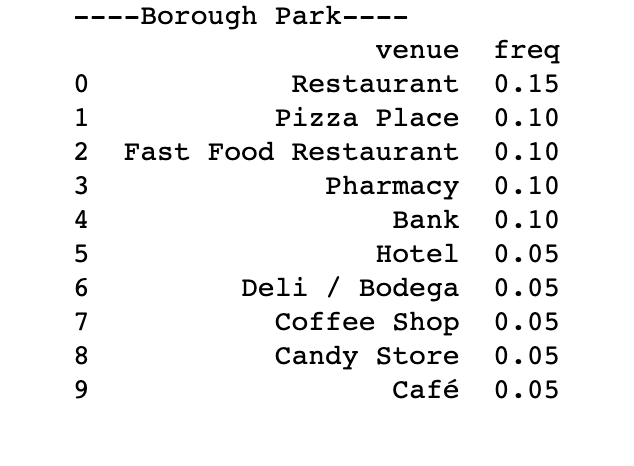 ----Borough Park----
venue freq
0 Restaurant 0.15
1 Pizza Place 0.10
2 Fast Food Restaurant 0.10
3 Pharmacy 0.10
4 Bank 0.10
5 Hotel 0.05
6 Deli / Bodega 0.05
7 Coffee Shop 0.05
8 Candy Store 0.05
9 Café 0.05